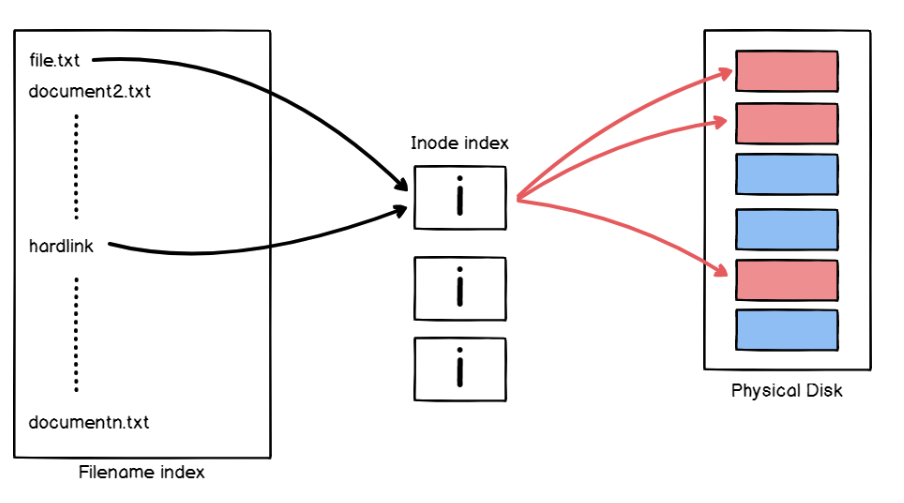 file.txt
document2.txt
hardlink
documentn.txt
Filename index
Inode index
i
i
i
Physical Disk